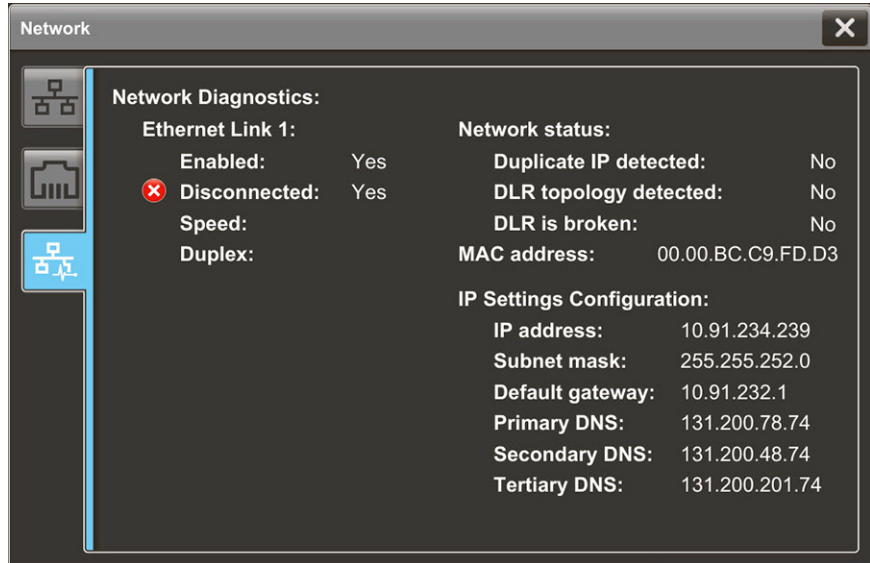 Network
Network Diagnostics:
Ethernet Link 1:
Enabled: Yes
Disconnected: Yes
Speed:
Duplex:
Network status:
Duplicate IP detected: No
DLR topology detected: No
DLR is broken: No
MAC address: 00.00.BC.C9.FD.D3
IP Settings Configuration:
IP address: 10.91.234.239
Subnet mask: 255.255.252.0
Default gateway: 10.91.232.1
Primary DNS: 131.200.78.74
Secondary DNS: 131.200.48.74
Tertiary DNS: 131.200.201.74